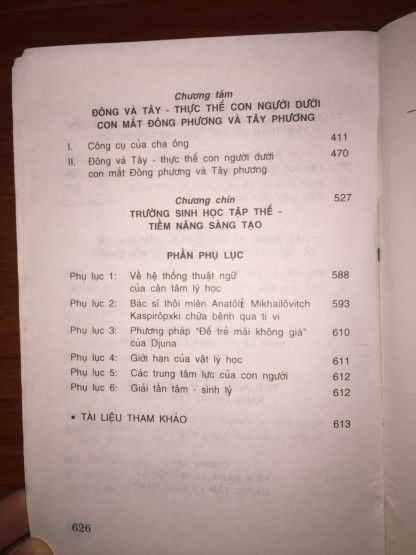 Chương tám
ĐÔNG VÀ TÂY - THỰC THỂ CON NGƯỜI DƯỚI
CON MẮT ĐÔNG PHƯƠNG VÀ TÂY PHƯƠNG
I. Công cụ của cha ông 411
II. Đông và Tây - thực thể con người dưới 470
con mắt Đông phương và Tây phương
Chương chín 527
TRƯỜNG SINH HỌC TẬP THỂ -
TIỀM NĂNG SÁNG TẠO
PHẦN PHỤ LỤC
Phụ lục 1: Về hệ thống thuật ngữ 588
của cận tâm lý học
Phụ lục 2: Bác sĩ thôi miên Anatôlê Mikhailôvitch 593
Kaspirôpxki chữa bệnh qua ti vi
Phụ lục 3: Phương pháp "Để trẻ mãi không già" 610
của Djuna
Phụ lục 4: Giới hạn của vật lý học 611
Phụ lục 5: Các trung tâm lực của con người 612
Phụ lục 6: Giải tần tâm - sinh lý 612
• TÀI LIỆU THAM KHẢO 613
626